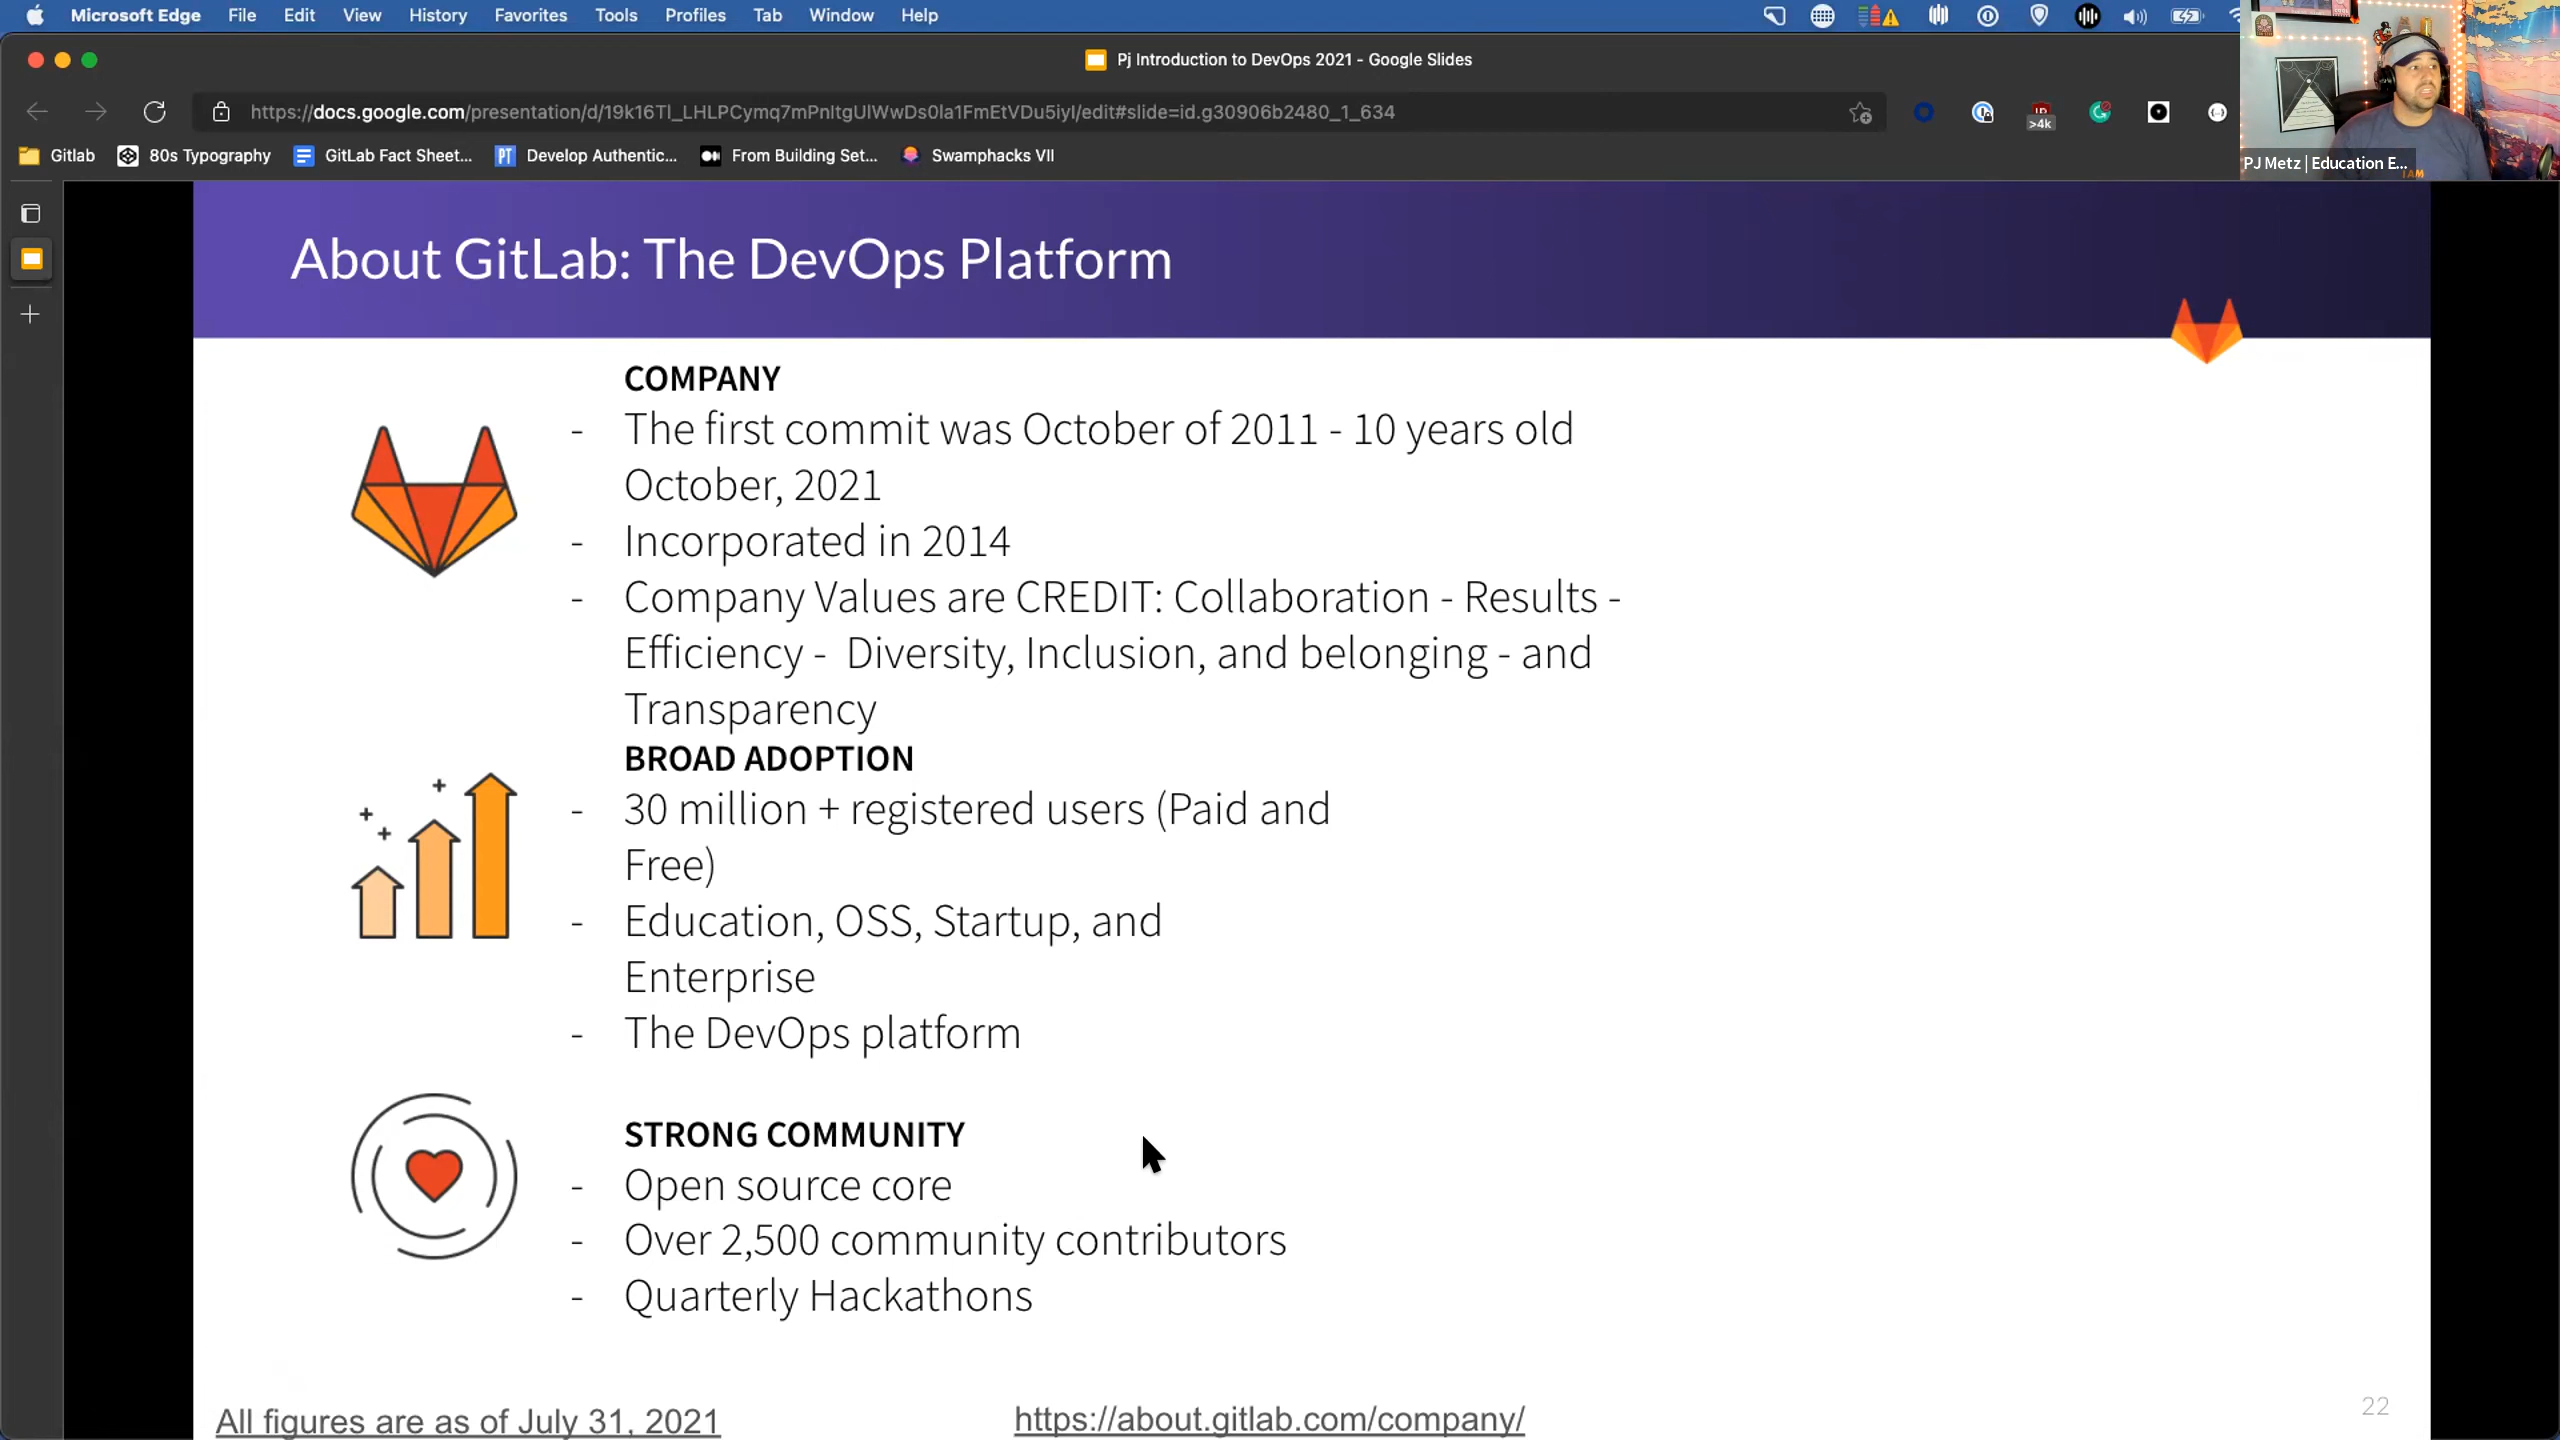 Microsoft Edge File Edit View History Favorites Tools Profiles Tab Window Help
Pj Introduction to DevOps 2021 - Google Slides
https://docs.google.com/presentation/d/19k16Tl_LHLPCymq7mPnItgUlWwDs0la1FmEtVDu5iyI/edit#slide=id.g30906b2480_1_634
>4k
Gitlab 80s Typography GitLab Fact Sheet... Develop Authentic... From Building Set... Swamphacks VII
PJ Metz | Education E...
About GitLab: The DevOps Platform
COMPANY
- The first commit was October of 2011 - 10 years old
October, 2021
- Incorporated in 2014
- Company Values are CREDIT: Collaboration - Results -
Efficiency - Diversity, Inclusion, and belonging - and
Transparency
BROAD ADOPTION
- 30 million + registered users (Paid and
Free)
- Education, OSS, Startup, and
Enterprise
- The DevOps platform
STRONG COMMUNITY
- Open source core
- Over 2,500 community contributors
- Quarterly Hackathons
All figures are as of July 31, 2021
https://about.gitlab.com/company/
22